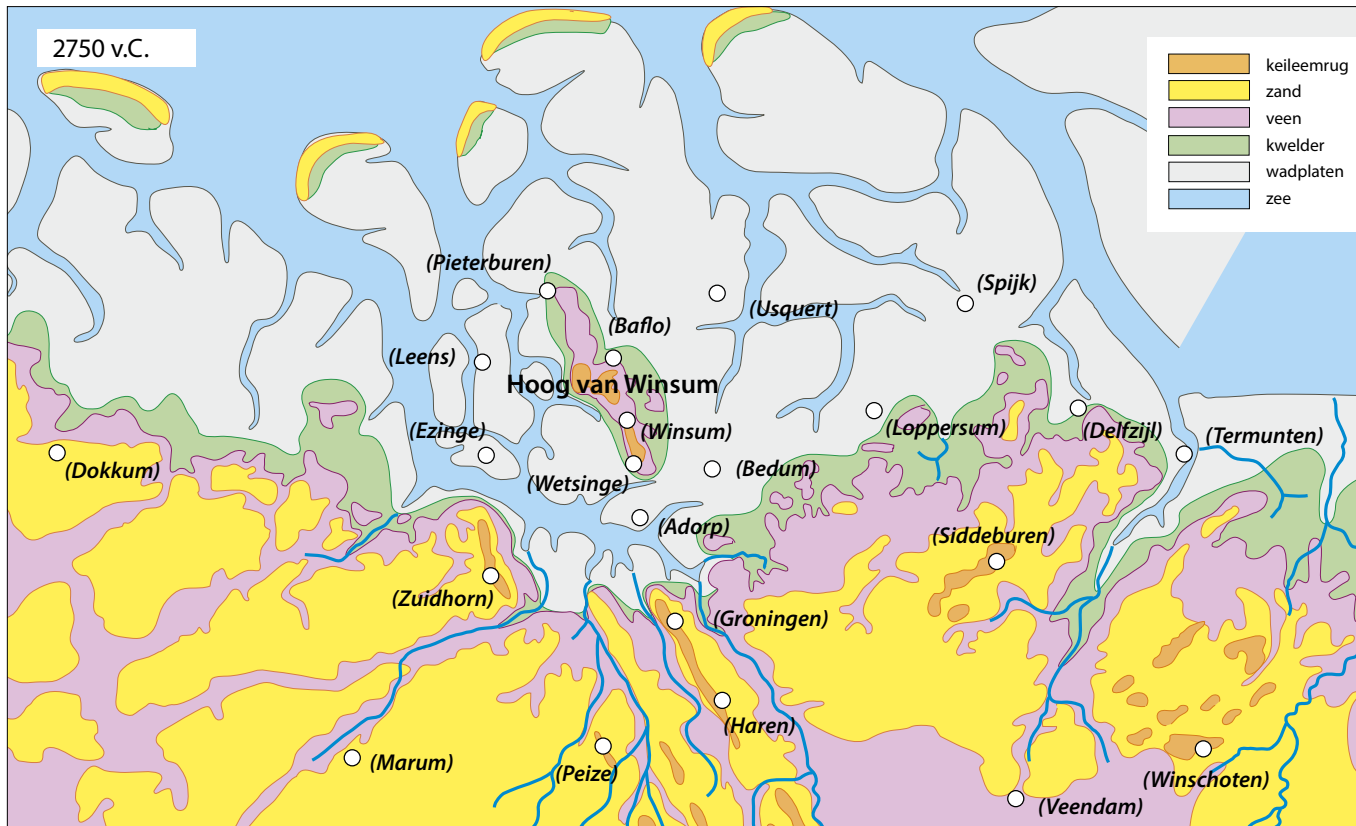 2750 v.C.
keileemrug
zand
veen
kwelder
wadplaten
zee
(Pieterburen)
(Spijk)
(Usquert)
(Baflo)
(Leens)
Hoog van Winsum
(Ezinge)
(Winsum)
(Loppersum)
(Delfzijl)
(Termunten)
(Dokkum)
(Wetsinge)
(Bedum)
(Adorp)
(Siddeburen)
(Zuidhorn)
(Groningen)
(Haren)
(Marum)
(Peize)
(Winschoten)
(Veendam)